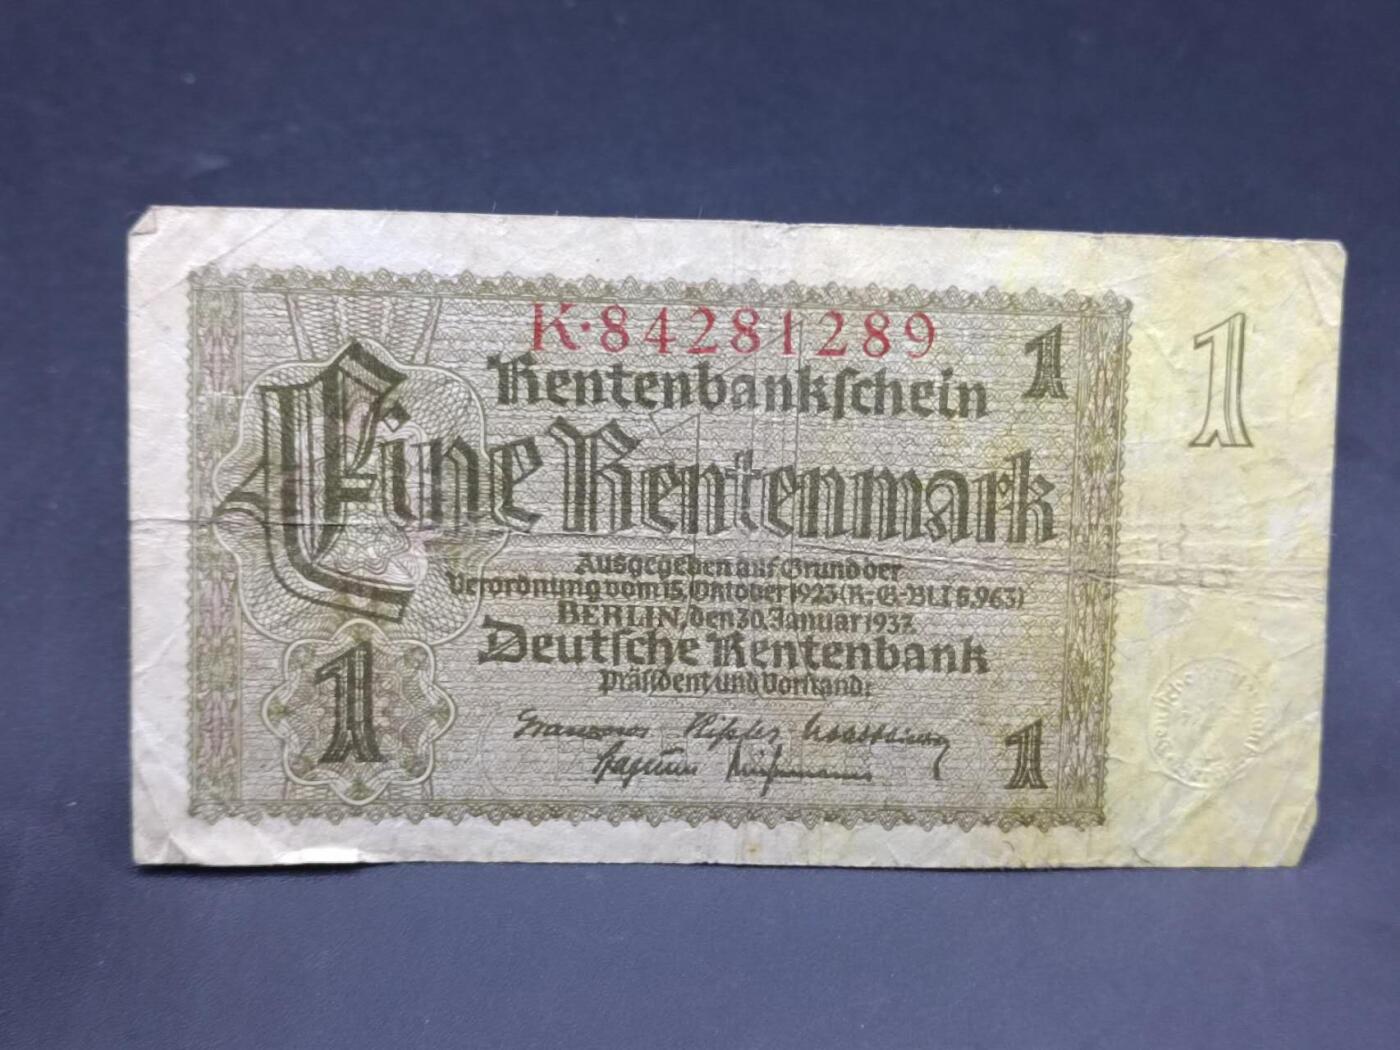 K·84281289
Rentenbankschein
1
1
Eine Rentenmark
Ausgegeben auf Grund der
Verordnung vom 15. Oktober 1923 (R.-G.-Bl. I S. 963)
BERLIN, den 30. Januar 1937
Deutsche Rentenbank
Präsident und Vorstand:
1
1